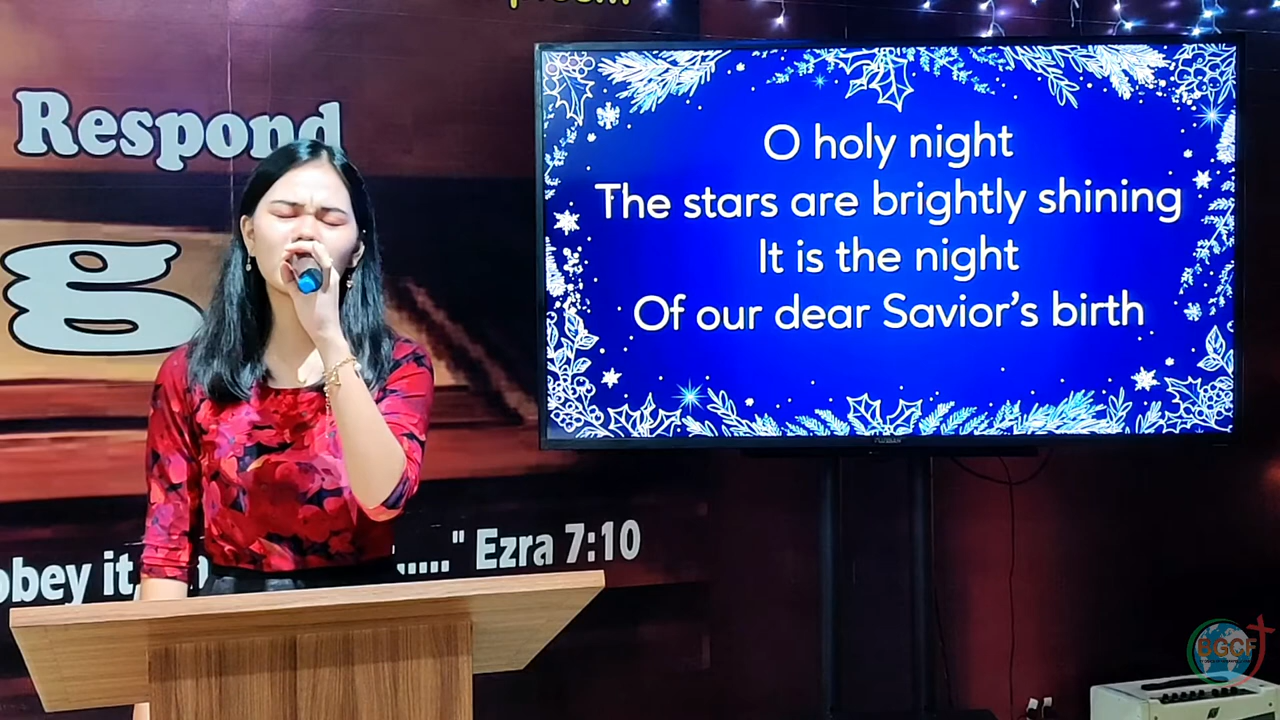 Respond
g
obey it,
....." Ezra 7:10
O holy night
The stars are brightly shining
It is the night
Of our dear Savior's birth
BGCF